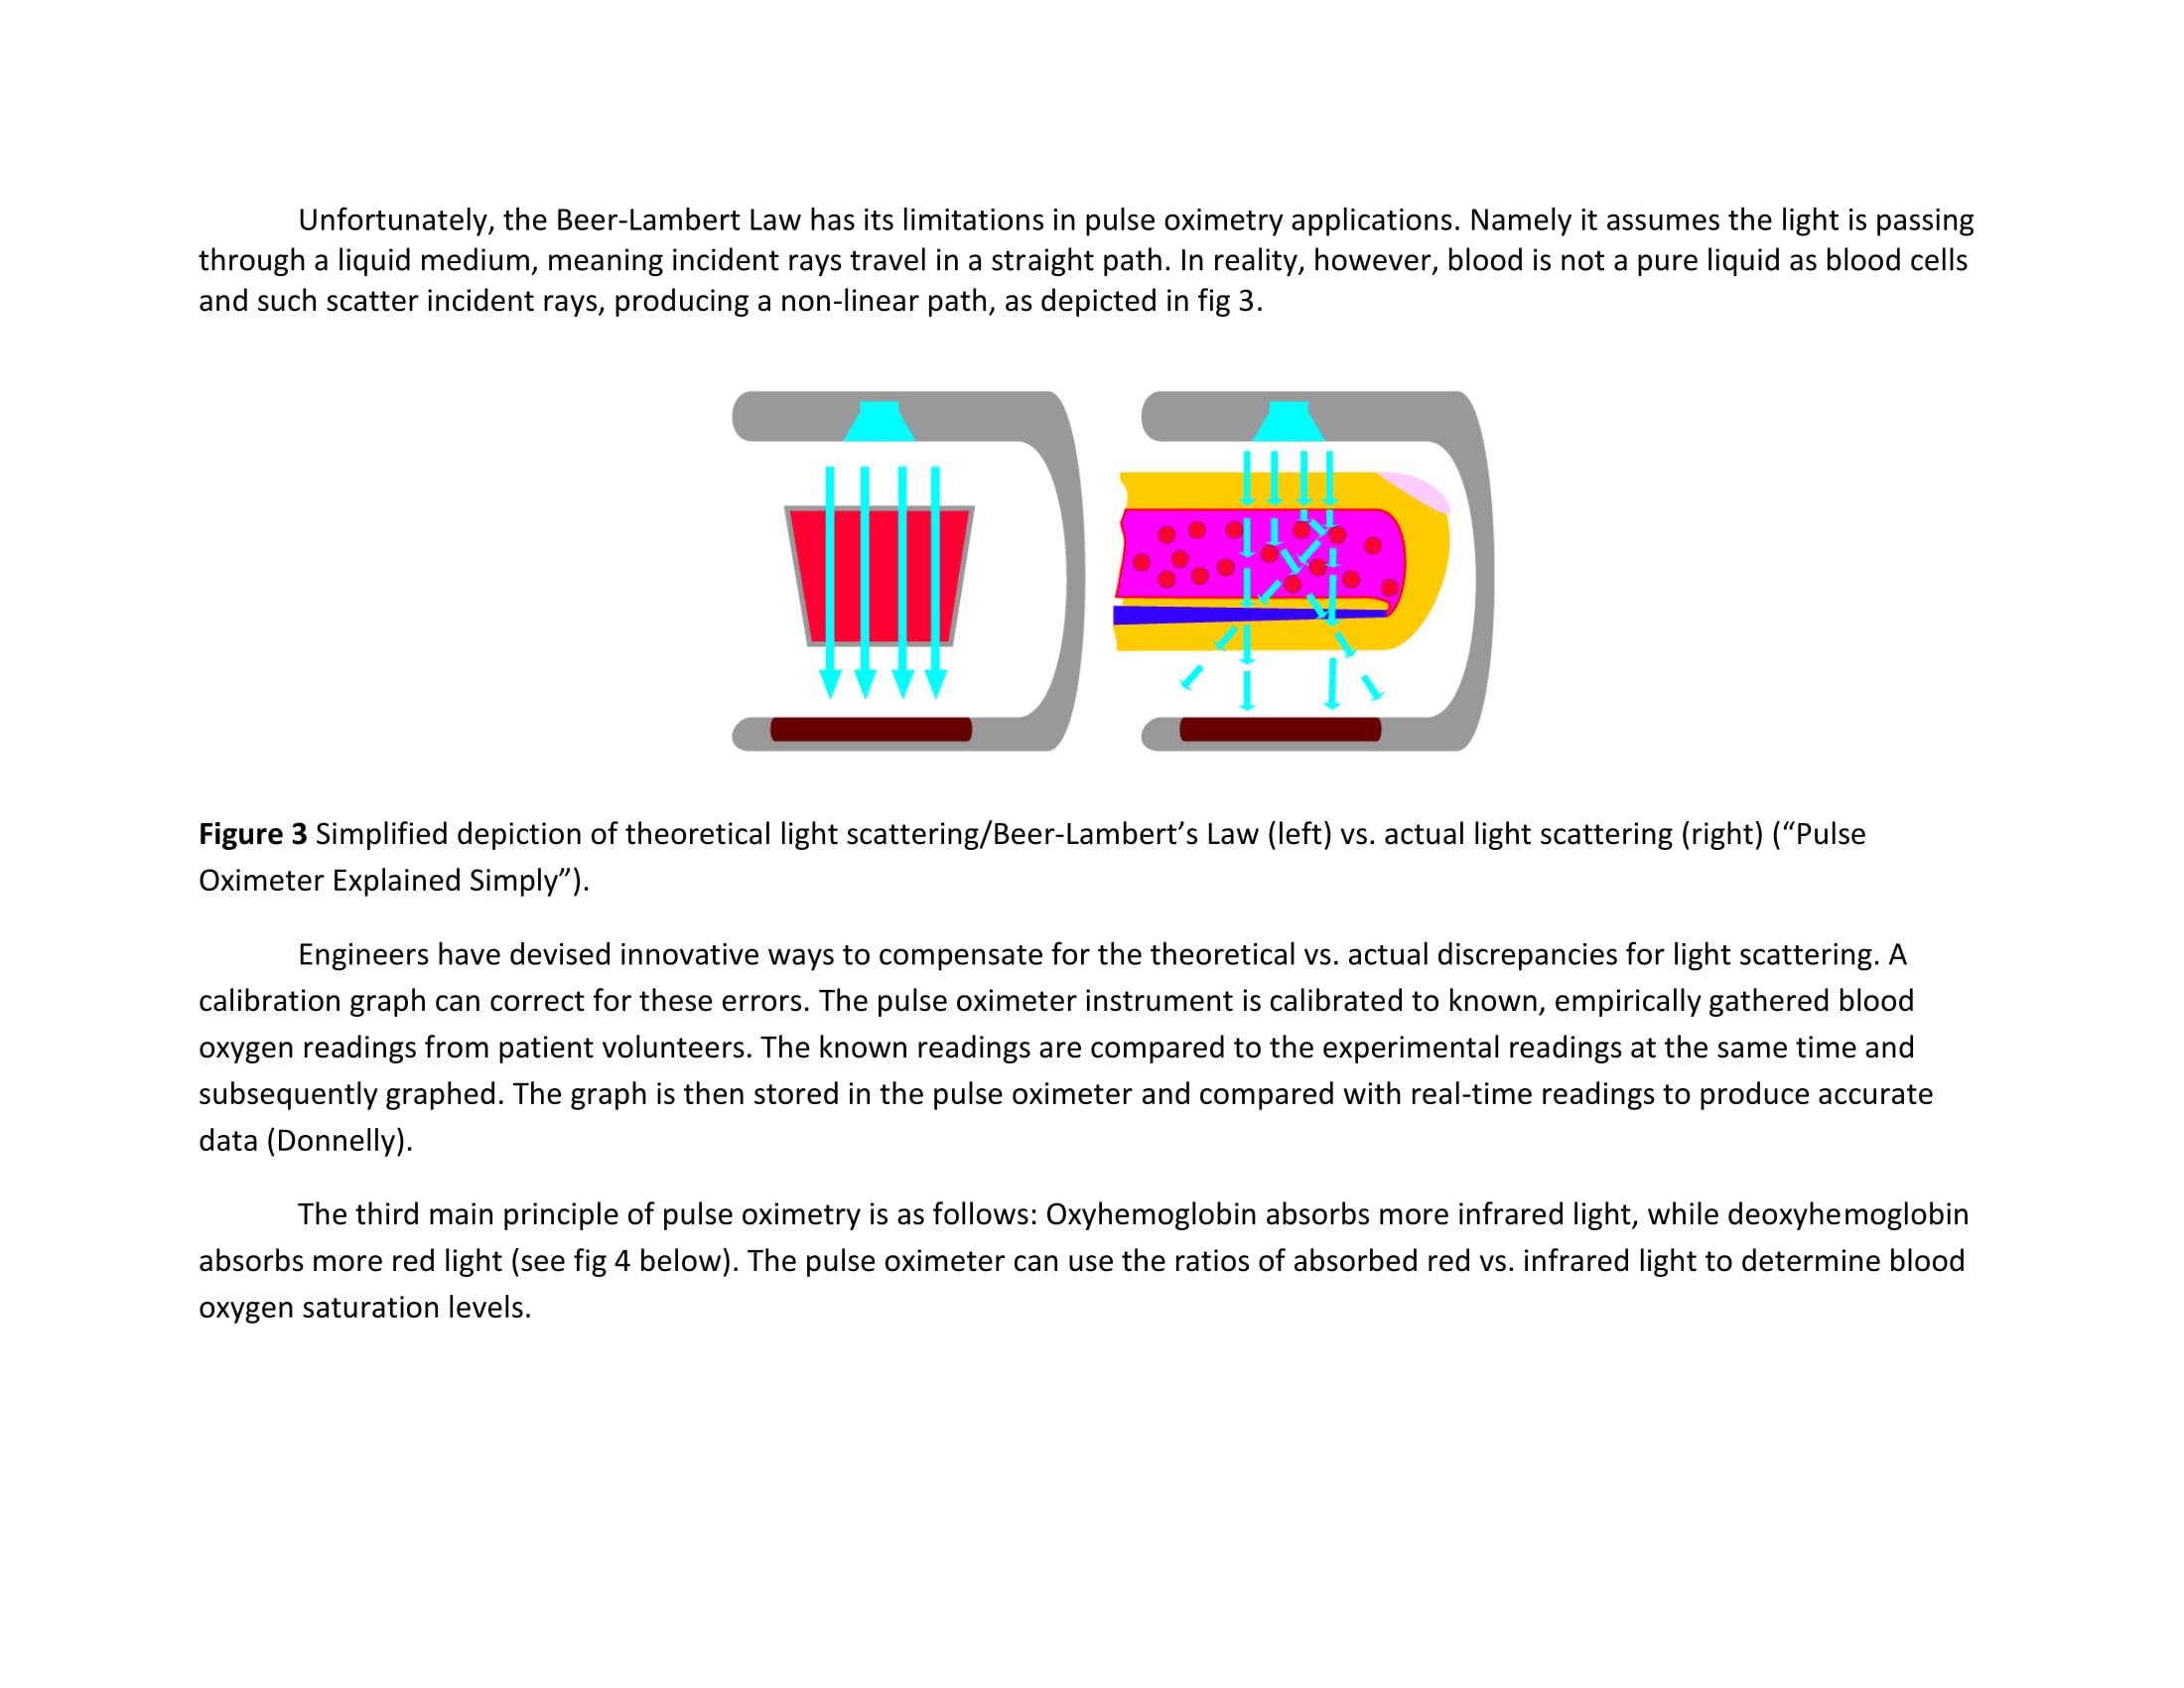 Unfortunately, the Beer-Lambert Law has its limitations in pulse oximetry applications. Namely it assumes the light is passing
through a liquid medium, meaning incident rays travel in a straight path. In reality, however, blood is not a pure liquid as blood cells
and such scatter incident rays, producing a non-linear path, as depicted in fig 3.
Figure 3 Simplified depiction of theoretical light scattering/Beer-Lambert’s Law (left) vs. actual light scattering (right) (“Pulse
Oximeter Explained Simply”).
Engineers have devised innovative ways to compensate for the theoretical vs. actual discrepancies for light scattering. A
calibration graph can correct for these errors. The pulse oximeter instrument is calibrated to known, empirically gathered blood
oxygen readings from patient volunteers. The known readings are compared to the experimental readings at the same time and
subsequently graphed. The graph is then stored in the pulse oximeter and compared with real-time readings to produce accurate
data (Donnelly).
The third main principle of pulse oximetry is as follows: Oxyhemoglobin absorbs more infrared light, while deoxyhemoglobin
absorbs more red light (see fig 4 below). The pulse oximeter can use the ratios of absorbed red vs. infrared light to determine blood
oxygen saturation levels.